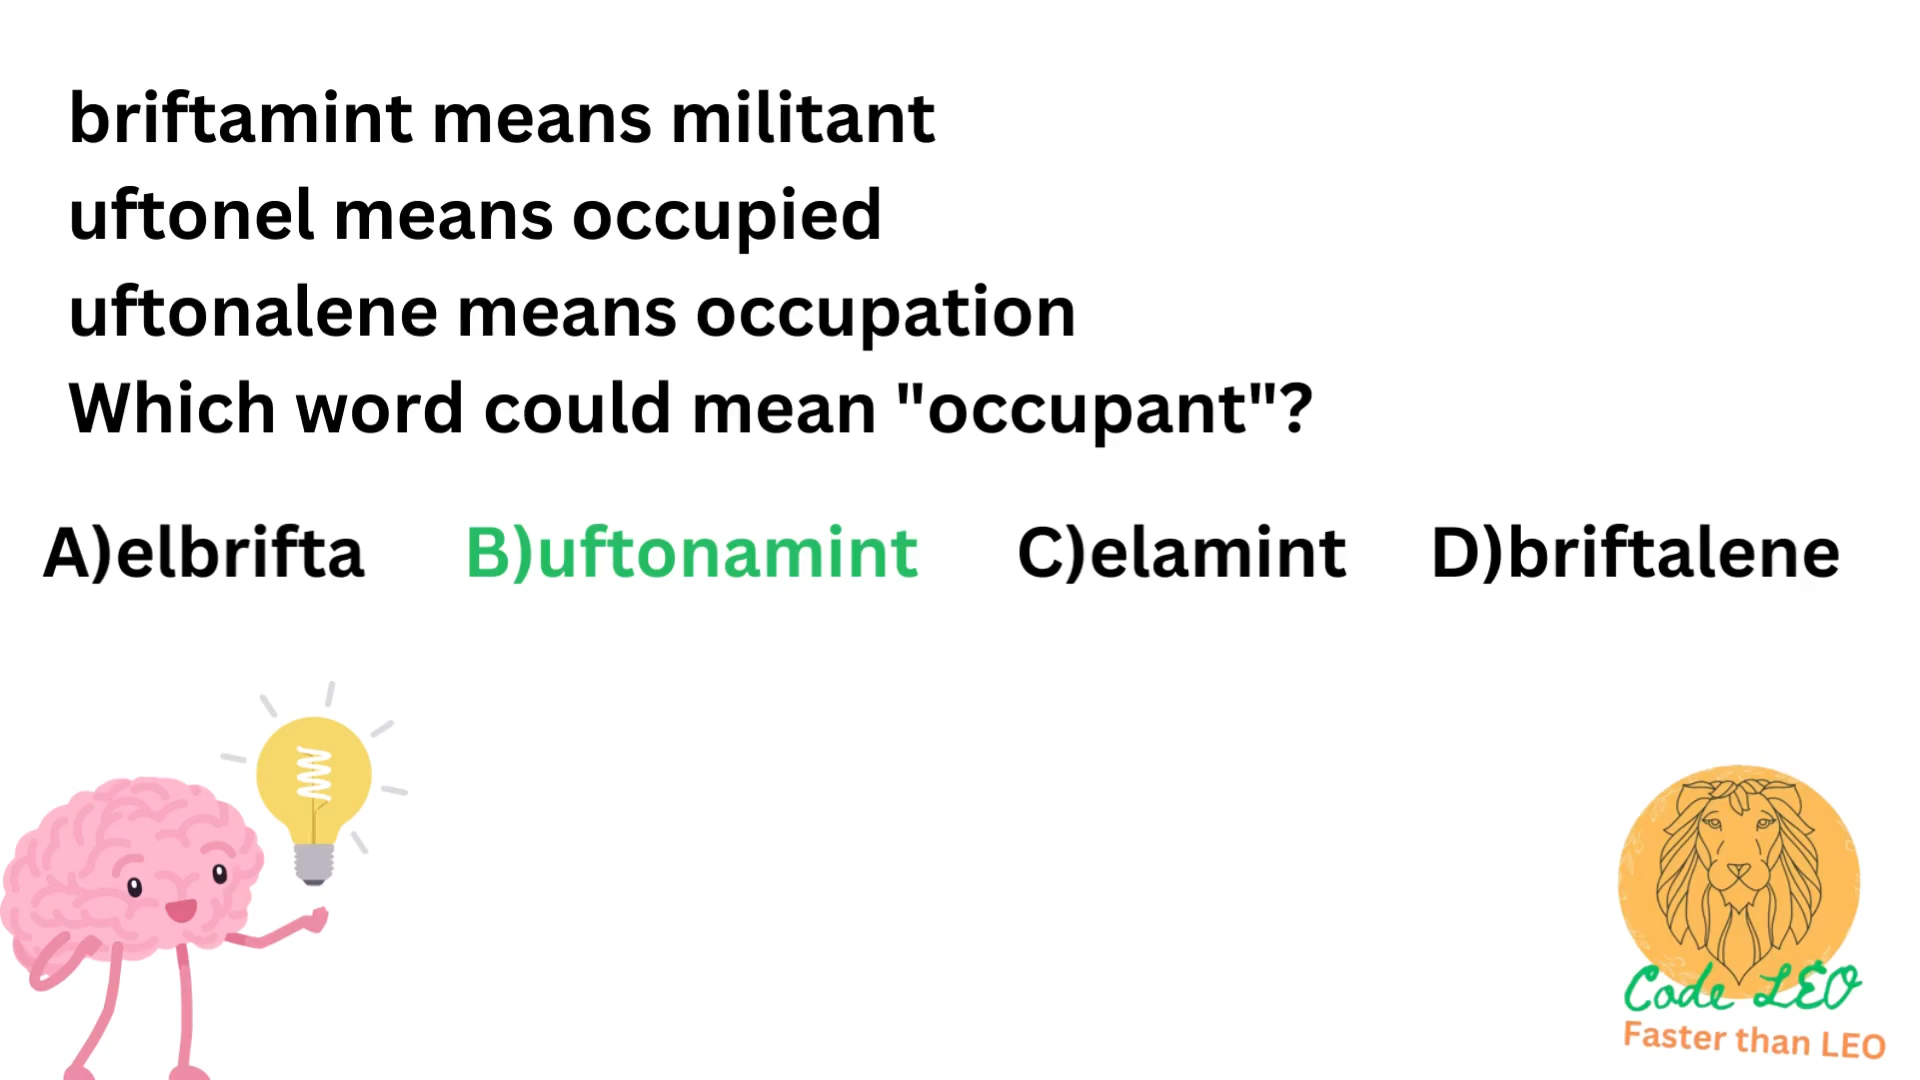 briftamint means militant
uftonel means occupied
uftonalene means occupation
Which word could mean "occupant"?
A)elbrifta B)uftonamint C)elamint D)briftalene
Code LEO
Faster than LEO